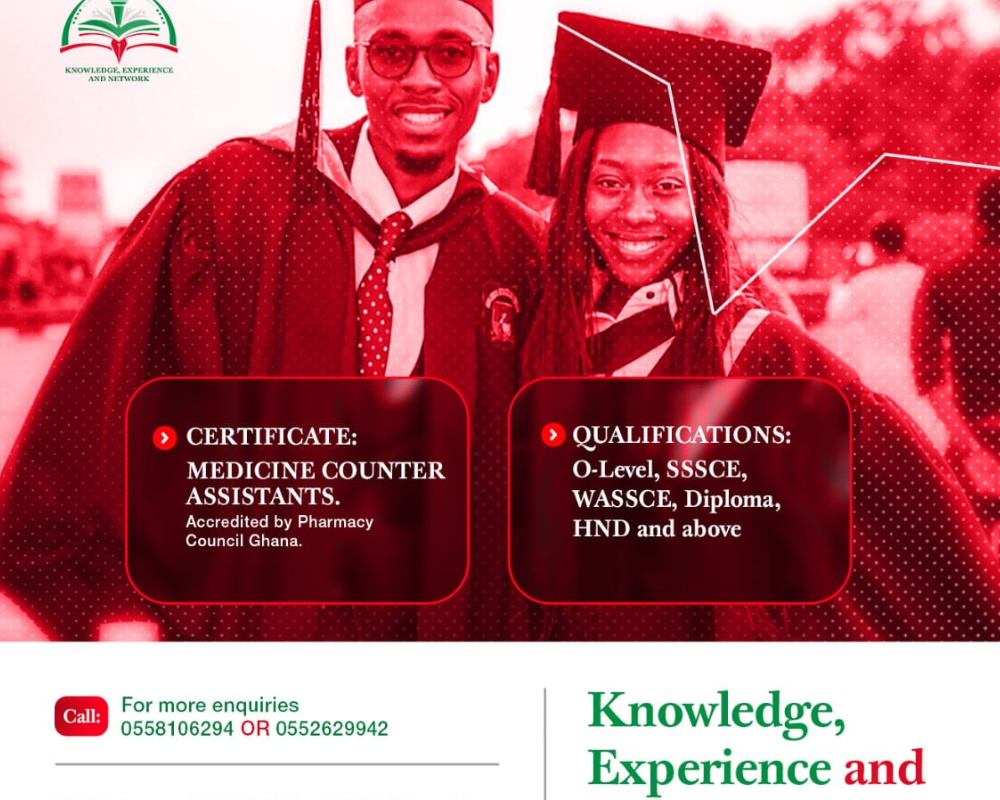 KNOWLEDGE, EXPERIENCE
AND NETWORK
CERTIFICATE:
MEDICINE COUNTER
ASSISTANTS.
Accredited by Pharmacy
Council Ghana.
QUALIFICATIONS:
O-Level, SSSCE,
WASSCE, Diploma,
HND and above
Call:
For more enquiries
0558106294 OR 0552629942
Knowledge,
Experience and